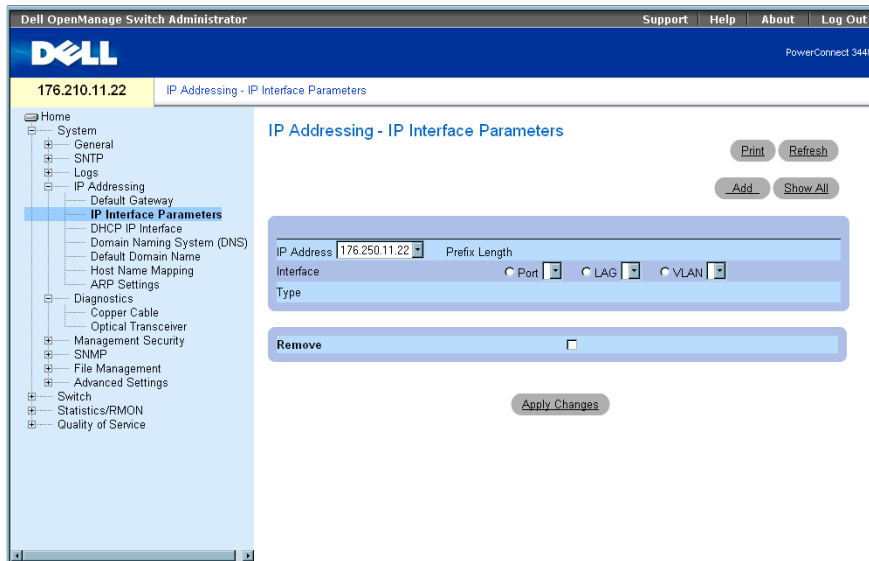 Dell OpenManage Switch Administrator
Support Help About Log Out
DELL
PowerConnect 3448
176.210.11.22
IP Addressing - IP Interface Parameters
Home
System
General
SNTP
Logs
IP Addressing
Default Gateway
IP Interface Parameters
DHCP IP Interface
Domain Naming System (DNS)
Default Domain Name
Host Name Mapping
ARP Settings
Diagnostics
Copper Cable
Optical Transceiver
Management Security
SNMP
File Management
Advanced Settings
Switch
Statistics/RMON
Quality of Service
IP Addressing - IP Interface Parameters
Print Refresh
Add Show All
IP Address 176.250.11.22 Prefix Length
Interface Port LAG VLAN
Type
Remove
Apply Changes